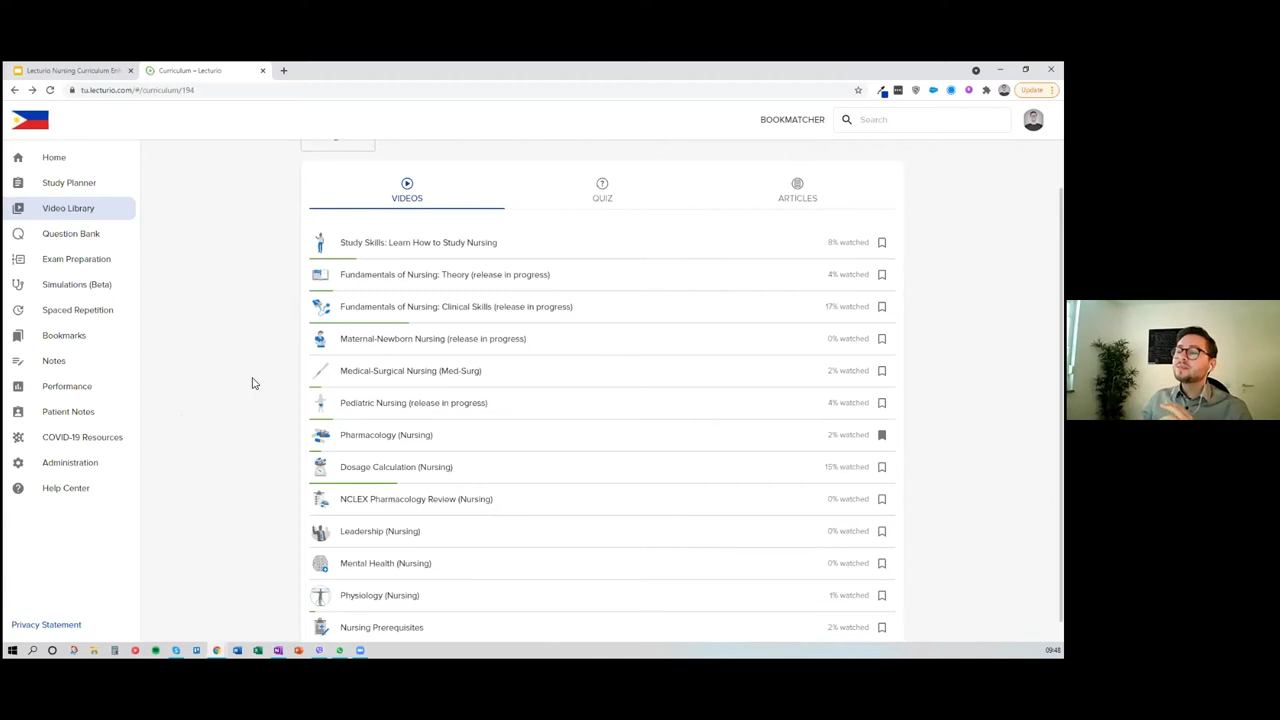 Lecturio Nursing Curriculum Enh
Curriculum – Lecturio
tu.lecturio.com/#/curriculum/194
Update
BOOKMATCHER
Search
Home
Study Planner
Video Library
Question Bank
Exam Preparation
Simulations (Beta)
Spaced Repetition
Bookmarks
Notes
Performance
Patient Notes
COVID-19 Resources
Administration
Help Center
Privacy Statement
VIDEOS
QUIZ
ARTICLES
Study Skills: Learn How to Study Nursing 8% watched
Fundamentals of Nursing: Theory (release in progress) 4% watched
Fundamentals of Nursing: Clinical Skills (release in progress) 17% watched
Maternal-Newborn Nursing (release in progress) 0% watched
Medical-Surgical Nursing (Med-Surg) 2% watched
Pediatric Nursing (release in progress) 4% watched
Pharmacology (Nursing) 2% watched
Dosage Calculation (Nursing) 15% watched
NCLEX Pharmacology Review (Nursing) 0% watched
Leadership (Nursing) 0% watched
Mental Health (Nursing) 0% watched
Physiology (Nursing) 1% watched
Nursing Prerequisites 2% watched
09:48